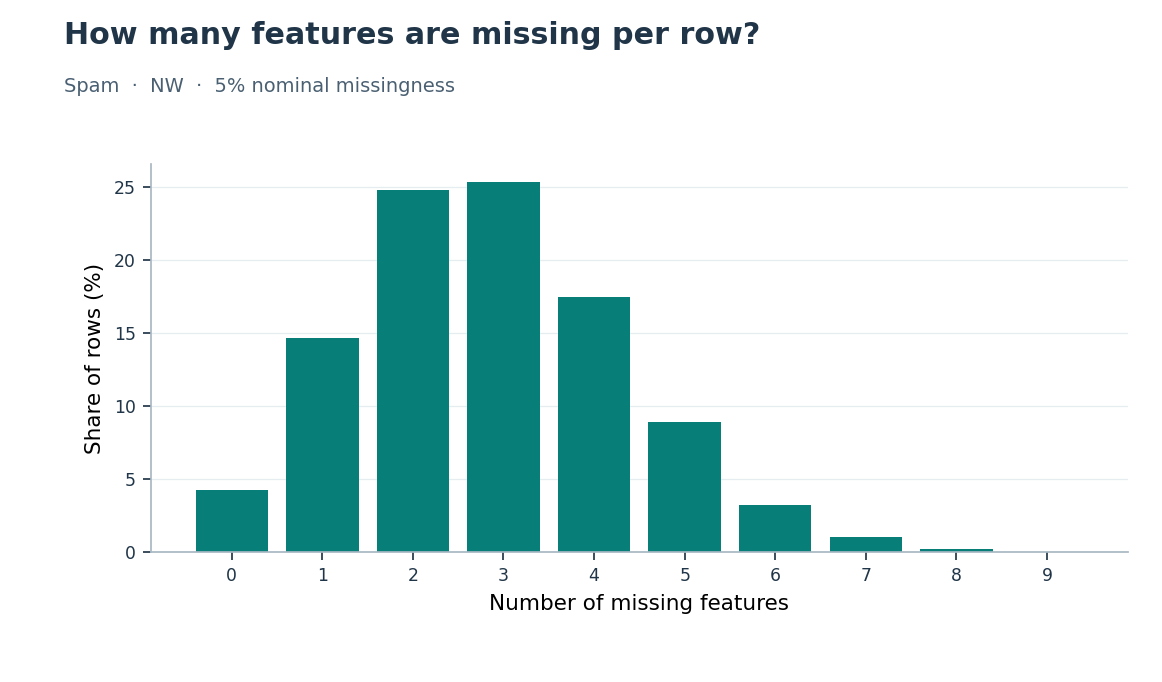 How many features are missing per row?
Spam · NW · 5% nominal missingness
Share of rows (%)
25
20
15
10
5
0
0 1 2 3 4 5 6 7 8 9
Number of missing features